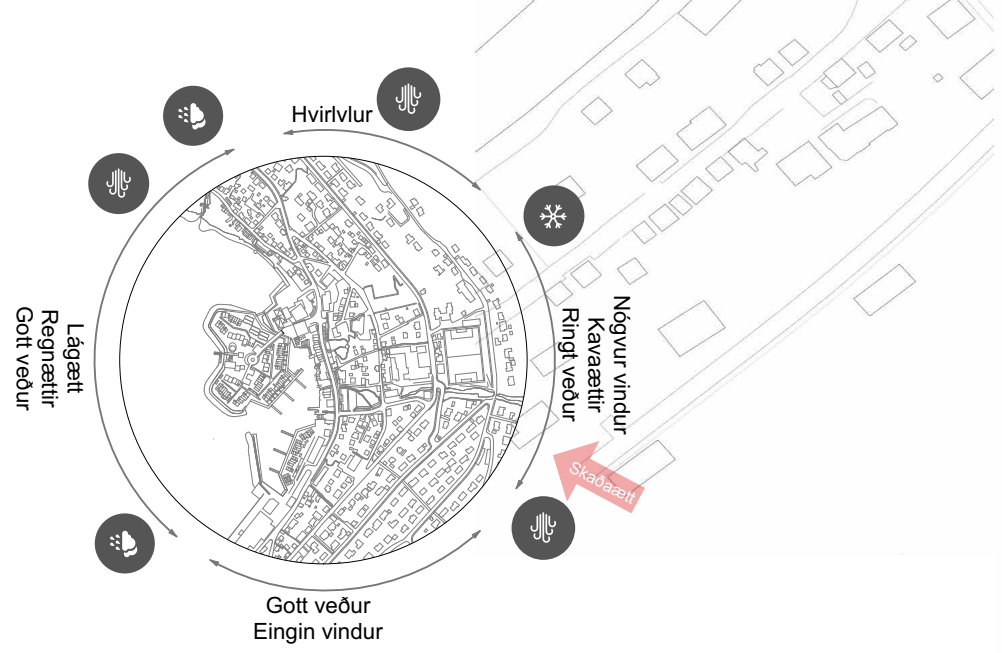 Hvirlvlur
Nógvur vindur
Kavaættir
Ringt veður
Skaðaætt
Lágætt
Regnættir
Gott veður
Gott veður
Eingin vindur